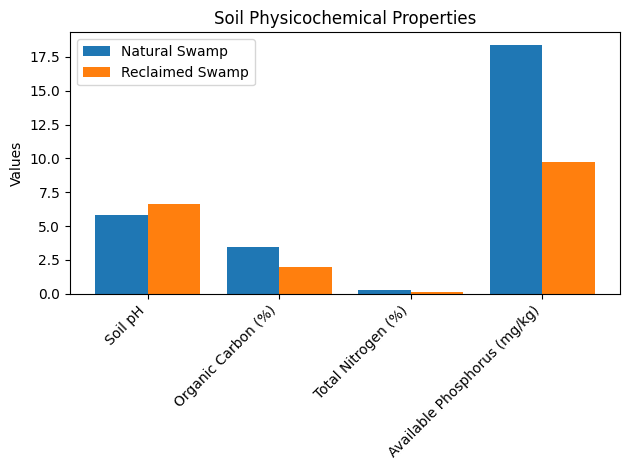 Soil Physicochemical Properties
Natural Swamp
Reclaimed Swamp
Values
17.5
15.0
12.5
10.0
7.5
5.0
2.5
0.0
Soil pH
Organic Carbon (%)
Total Nitrogen (%)
Available Phosphorus (mg/kg)